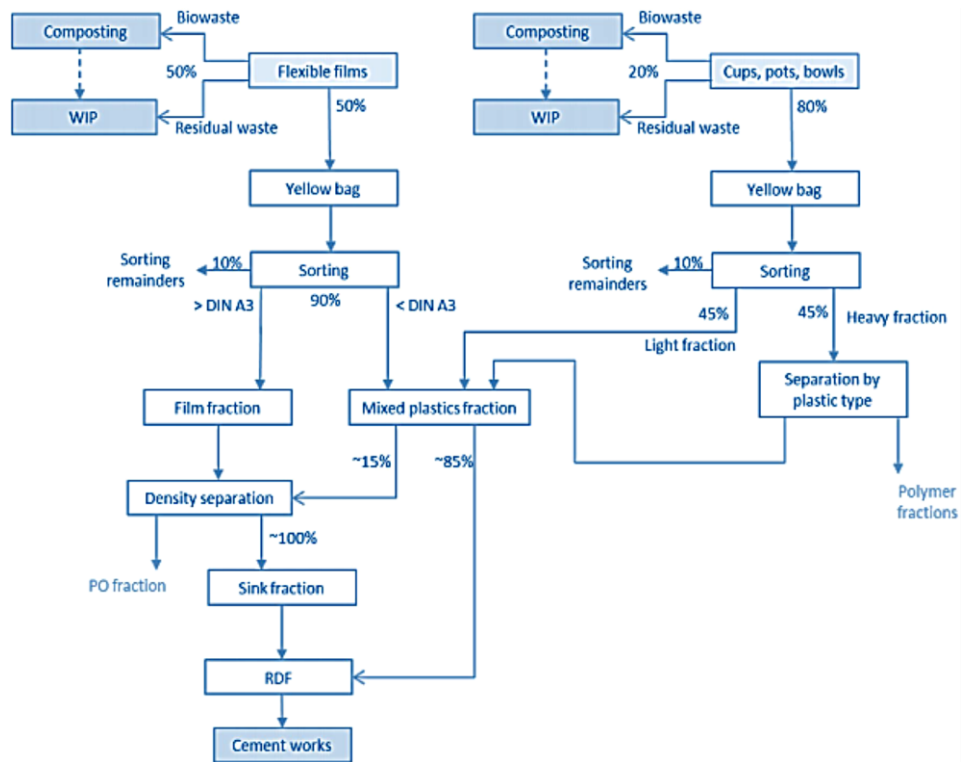 Composting
Biowaste
50%
Flexible films
WIP
Residual waste
50%
Yellow bag
Sorting
remainders
10%
Sorting
> DIN A3
90%
< DIN A3
Film fraction
Mixed plastics fraction
~15%
~85%
Density separation
~100%
PO fraction
Sink fraction
RDF
Cement works
Composting
Biowaste
20%
Cups, pots, bowls
WIP
Residual waste
80%
Yellow bag
Sorting
remainders
10%
Sorting
45%
45%
Heavy fraction
Light fraction
Separation by
plastic type
Polymer
fractions